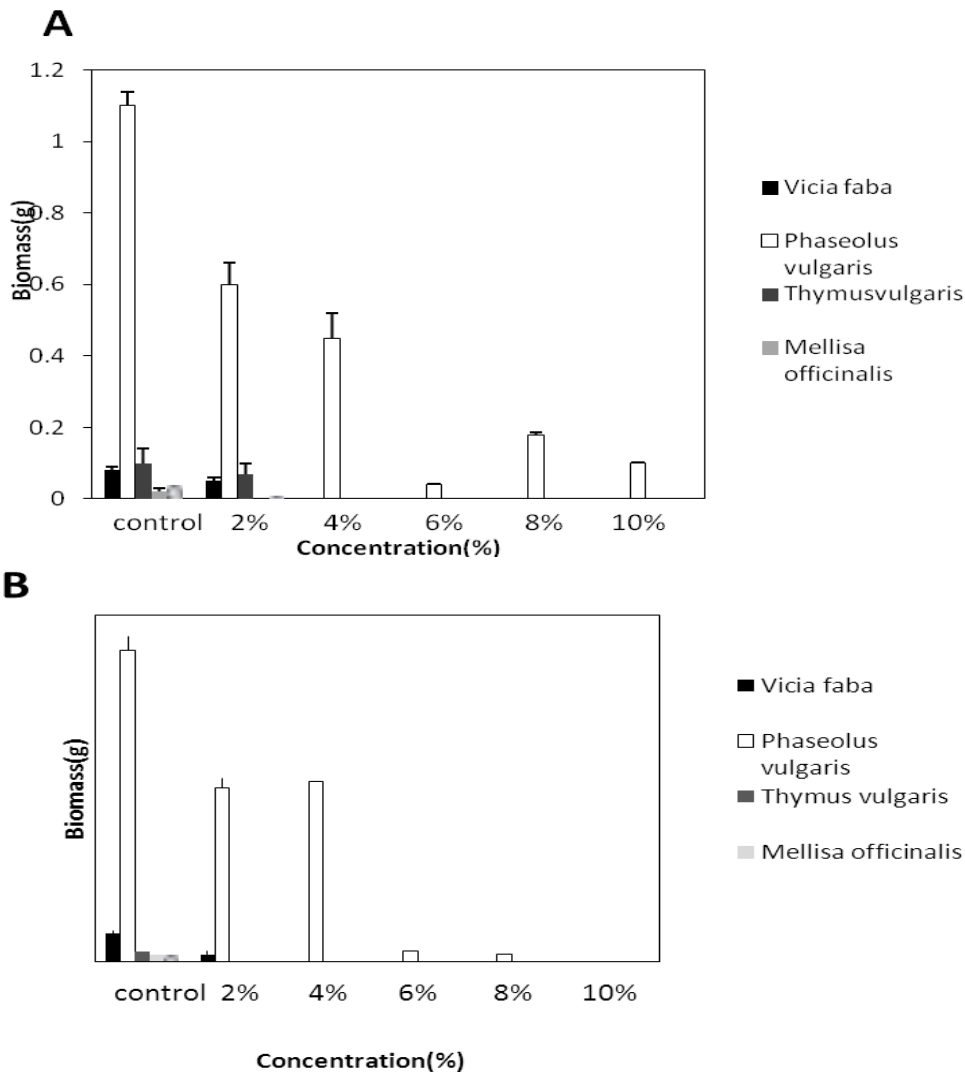 A
1.2
1
0.8
0.6
0.4
0.2
0
Biomass(g)
control 2% 4% 6% 8% 10%
Concentration(%)
Vicia faba
Phaseolus
vulgaris
Thymusvulgaris
Mellisa
officinalis
B
Biomass(g)
control 2% 4% 6% 8% 10%
Concentration(%)
Vicia faba
Phaseolus
vulgaris
Thymus vulgaris
Mellisa officinalis